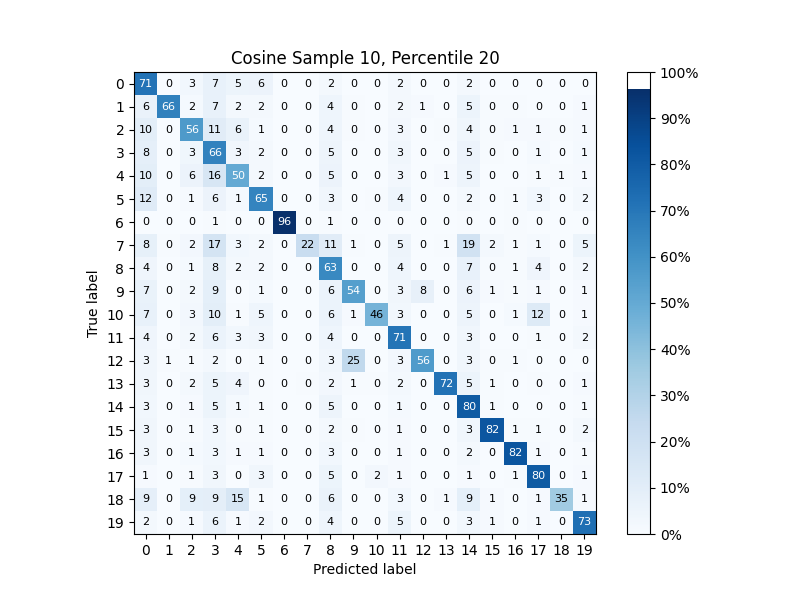 Cosine Sample 10, Percentile 20
True label
0 71 0 3 7 5 6 0 0 2 0 0 2 0 0 2 0 0 0 0 0
1 6 66 2 7 2 2 0 0 4 0 0 2 1 0 5 0 0 0 0 1
2 10 0 56 11 6 1 0 0 4 0 0 3 0 0 4 0 1 1 0 1
3 8 0 3 66 3 2 0 0 5 0 0 3 0 0 5 0 0 1 0 1
4 10 0 6 16 50 2 0 0 5 0 0 3 0 1 5 0 0 1 1 1
5 12 0 1 6 1 65 0 0 3 0 0 4 0 0 2 0 1 3 0 2
6 0 0 0 1 0 0 96 0 1 0 0 0 0 0 0 0 0 0 0 0
7 8 0 2 17 3 2 0 22 11 1 0 5 0 1 19 2 1 1 0 5
8 4 0 1 8 2 2 0 0 63 0 0 4 0 0 7 0 1 4 0 2
9 7 0 2 9 0 1 0 0 6 54 0 3 8 0 6 1 1 1 0 1
10 7 0 3 10 1 5 0 0 6 1 46 3 0 0 5 0 1 12 0 1
11 4 0 2 6 3 3 0 0 4 0 0 71 0 0 3 0 0 1 0 2
12 3 1 1 2 0 1 0 0 3 25 0 3 56 0 3 0 1 0 0 0
13 3 0 2 5 4 0 0 0 2 1 0 2 0 72 5 1 0 0 0 1
14 3 0 1 5 1 1 0 0 5 0 0 1 0 0 80 1 0 0 0 1
15 3 0 1 3 0 1 0 0 2 0 0 1 0 0 3 82 1 1 0 2
16 3 0 1 3 1 1 0 0 3 0 0 1 0 0 2 0 82 1 0 1
17 1 0 1 3 0 3 0 0 5 0 2 1 0 0 1 0 1 80 0 1
18 9 0 9 9 15 1 0 0 6 0 0 3 0 1 9 1 0 1 35 1
19 2 0 1 6 1 2 0 0 4 0 0 5 0 0 3 1 0 1 0 73
0 1 2 3 4 5 6 7 8 9 10 11 12 13 14 15 16 17 18 19
Predicted label
100%
90%
80%
70%
60%
50%
40%
30%
20%
10%
0%